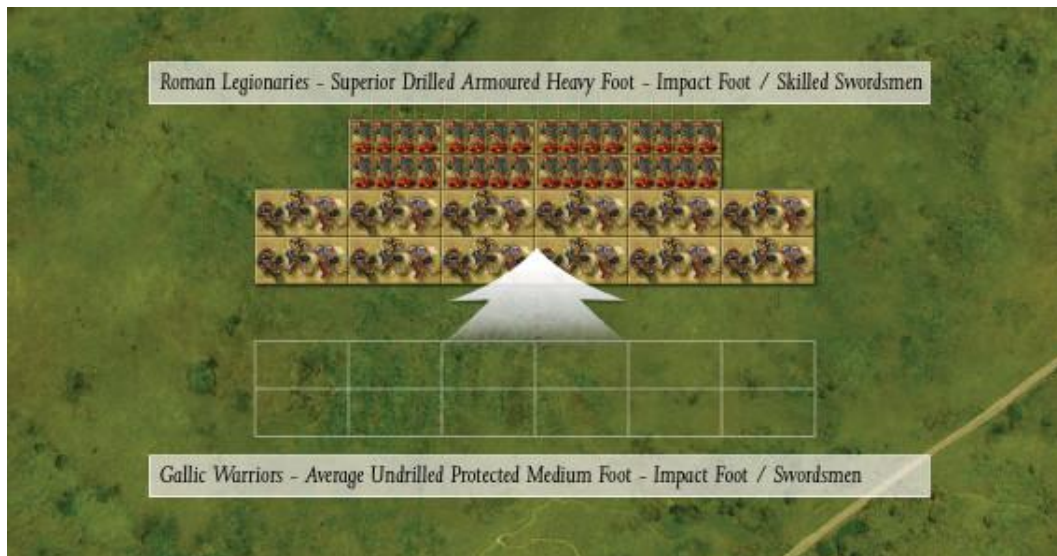 Roman Legionaries - Superior Drilled Armoured Heavy Foot - Impact Foot / Skilled Swordsmen
Gallic Warriors - Average Undrilled Protected Medium Foot - Impact Foot / Swordsmen